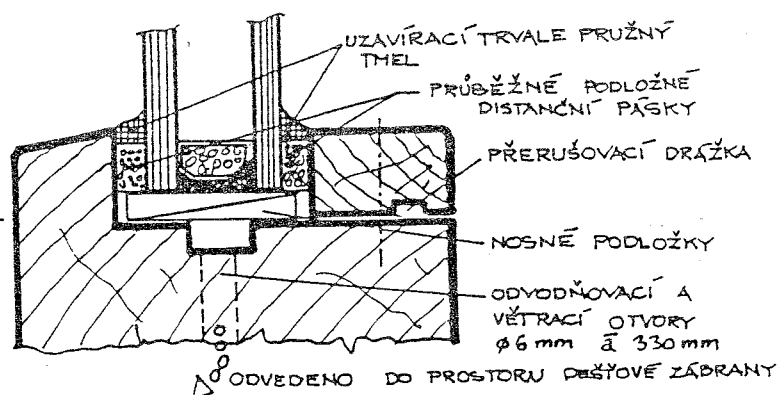 UZAVÍRACÍ TRVALE PRUŽNÝ
TMEL
PRŮBĚŽNÉ PODLOŽNÉ
DISTANČNÍ PÁSKY
PŘERUŠOVACÍ DRÁŽKA
NOSNÉ PODLOŽKY
ODVODŇOVACÍ A
VĚTRACÍ OTVORY
ø6 mm ā 330 mm
ODVEDENO DO PROSTORU DEŠŤOVÉ ZÁBRANY